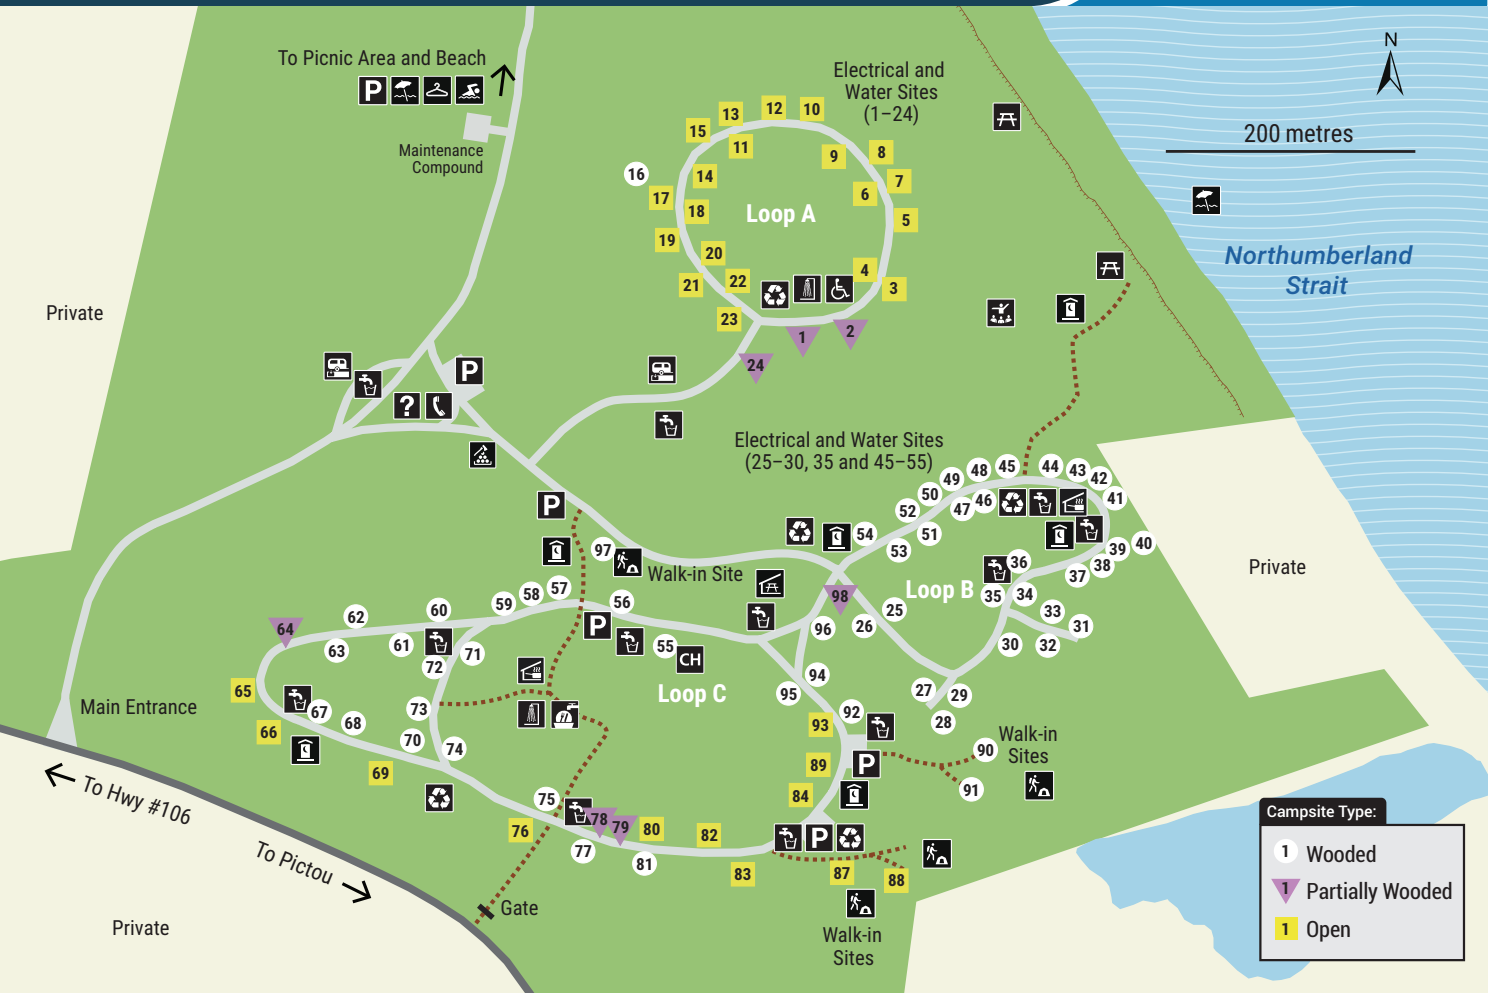 To Picnic Area and Beach
P
Maintenance
Compound
Electrical and
Water Sites
(1–24)
N
200 metres
Northumberland
Strait
13
12
10
15
11
9
8
16
14
7
17
6
18
Loop A
5
19
20
4
21
22
3
23
1
2
24
Private
P
?
Electrical and Water Sites
(25–30, 35 and 45–55)
P
49
48
45
44
43
42
50
47
46
41
52
51
54
53
39
40
38
37
36
97
Walk-in Site
Loop B
35
34
33
31
32
30
Private
98
25
26
96
57
58
59
60
62
56
P
64
63
61
72
71
55
CH
Loop C
94
95
27
29
28
65
66
67
68
73
70
74
69
Main Entrance
93
92
89
P
84
90
91
Walk-in
Sites
75
76
78
79
80
82
77
81
83
P
87
88
Walk-in
Sites
Gate
To Hwy #106
To Pictou
Private
Campsite Type:
1 Wooded
1 Partially Wooded
1 Open